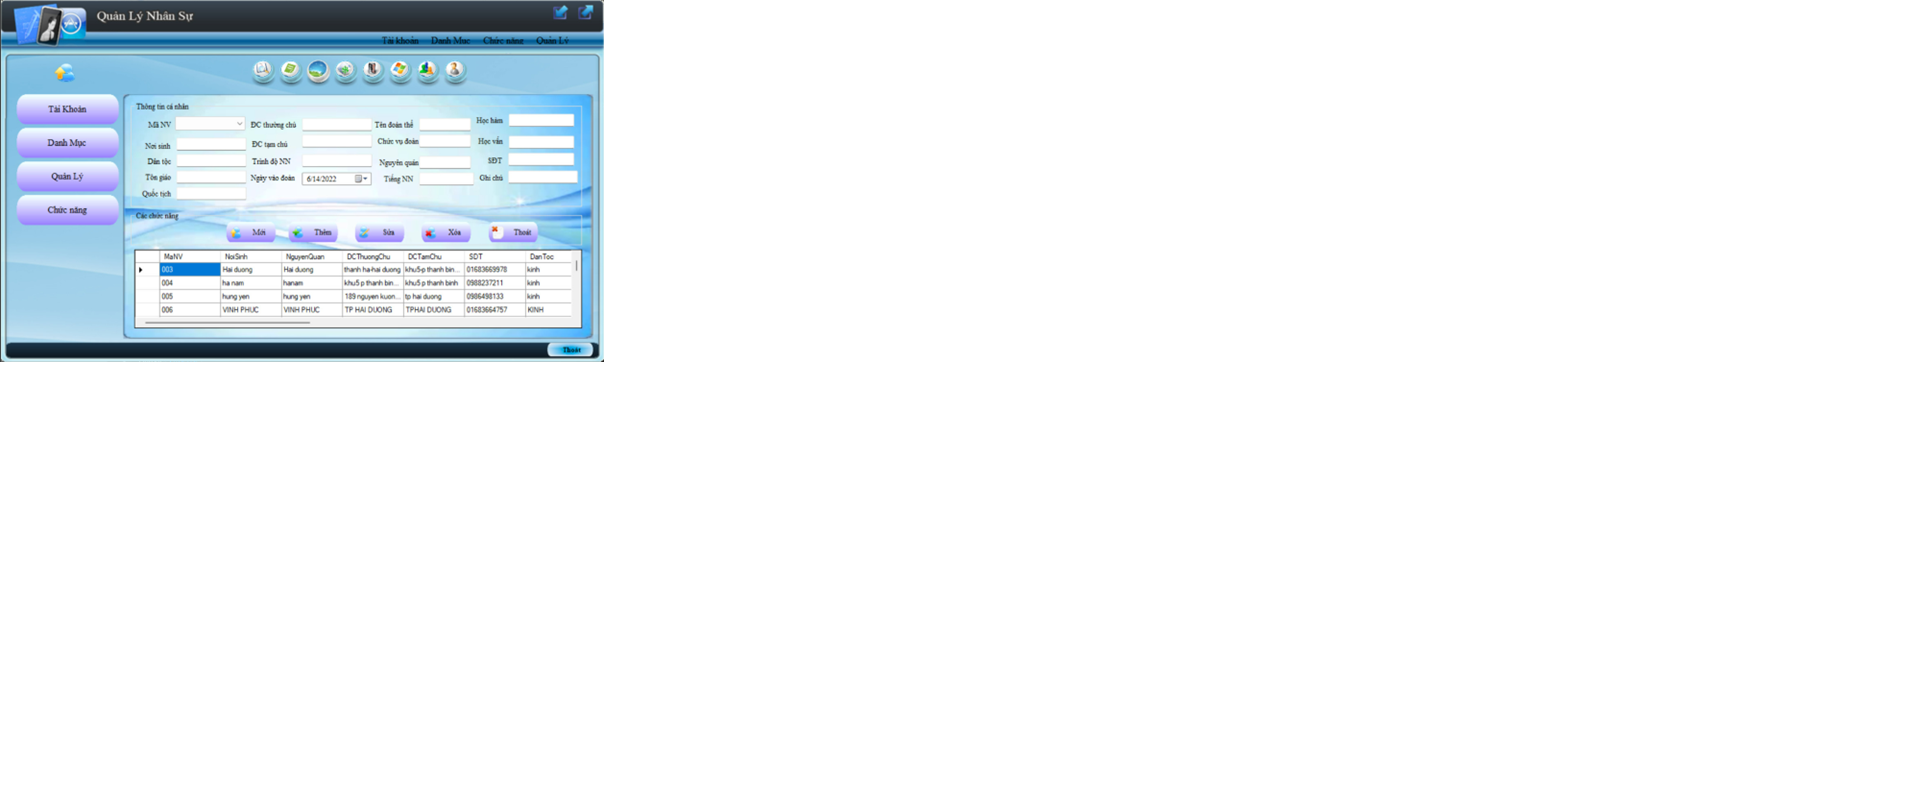 Quản Lý Nhân Sự
Tài khoản Danh Mục Chức năng Quản Lý
Tài Khoản
Danh Mục
Quản Lý
Chức năng
Thông tin cá nhân
Mã NV ĐC thường chú Tên đoàn thể Học hàm
Nơi sinh ĐC tạm chú Chức vụ đoàn Học vấn
Dân tộc Trình độ NN Nguyên quán SĐT
Tôn giáo Ngày vào đoàn 6/14/2022 Tiếng NN Ghi chú
Quốc tịch
Các chức năng
Mới Thêm Sửa Xóa Thoát
MaNV NoiSinh NguyenQuan DCThuongChu DCTamChu SDT DanToc
003 Hai duong Hai duong thanh ha-hai duong khu5-p thanh bin... 01683669978 kinh
004 ha nam hanam khu5 p thanh bin... khu5 p thanh binh 0988237211 kinh
005 hung yen hung yen 189 nguyen kuon... tp hai duong 0986498133 kinh
006 VINH PHUC VINH PHUC TP HAI DUONG TPHAI DUONG 01683664757 KINH
Thoát